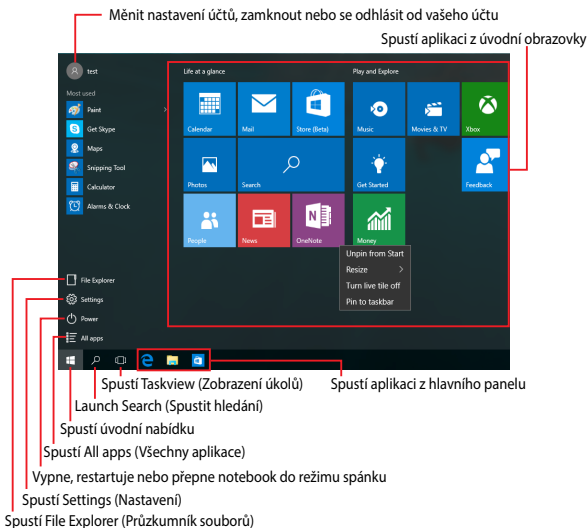 Měnit nastavení účtů, zamknout nebo se odhlásit od vašeho účtu
Spustí aplikaci z úvodní obrazovky
test
Life at a glance
Play and Explore
Most used
Paint
Get Skype
Maps
Snipping Tool
Calculator
Alarms & Clock
Calendar
Mail
Store (Beta)
Music
Movies & TV
Xbox
Photos
Search
Get Started
Feedback
People
News
OneNote
Money
Unpin from Start
Resize
Turn live tile off
Pin to taskbar
File Explorer
Settings
Power
All apps
Spustí Taskview (Zobrazení úkolů)
Spustí aplikaci z hlavního panelu
Launch Search (Spustit hledání)
Spustí úvodní nabídku
Spustí All apps (Všechny aplikace)
Vypne, restartuje nebo přepne notebook do režimu spánku
Spustí Settings (Nastavení)
Spustí File Explorer (Průzkumník souborů)